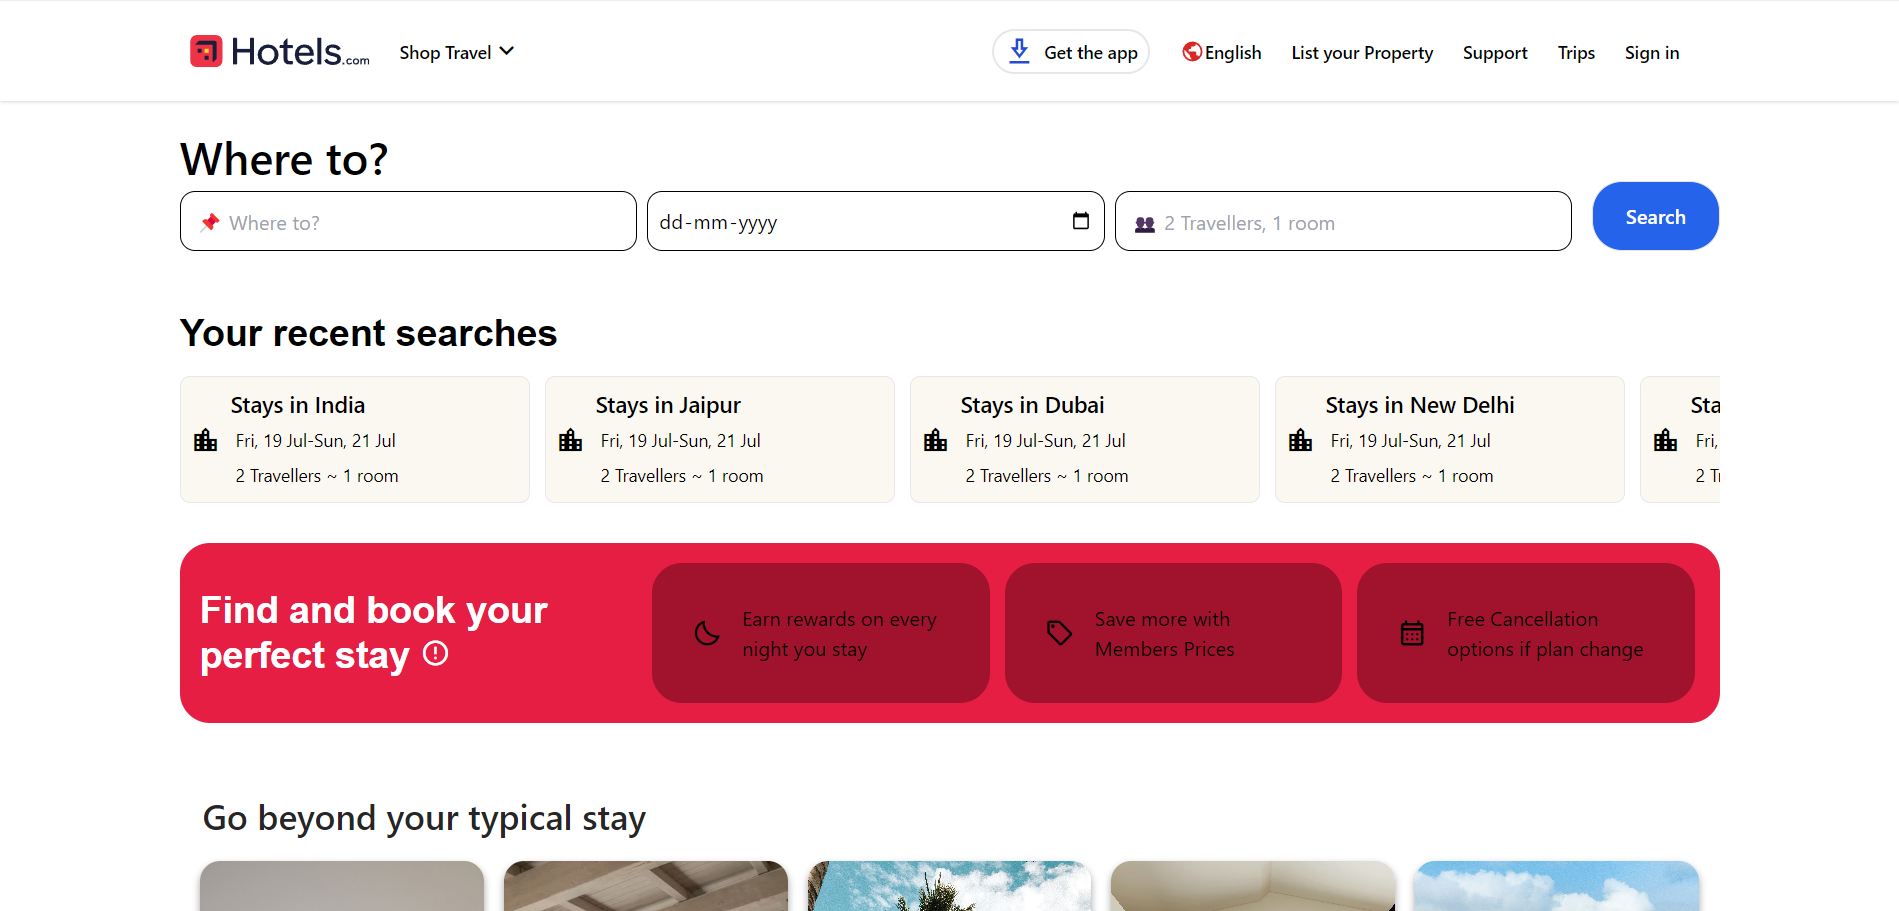 Hotels.com
Shop Travel
Get the app
English
List your Property
Support
Trips
Sign in
Where to?
Where to?
dd-mm-yyyy
2 Travellers, 1 room
Search
Your recent searches
Stays in India
Fri, 19 Jul-Sun, 21 Jul
2 Travellers ~ 1 room
Stays in Jaipur
Fri, 19 Jul-Sun, 21 Jul
2 Travellers ~ 1 room
Stays in Dubai
Fri, 19 Jul-Sun, 21 Jul
2 Travellers ~ 1 room
Stays in New Delhi
Fri, 19 Jul-Sun, 21 Jul
2 Travellers ~ 1 room
Sta
Fri,
2 T
Find and book your
perfect stay
Earn rewards on every
night you stay
Save more with
Members Prices
Free Cancellation
options if plan change
Go beyond your typical stay